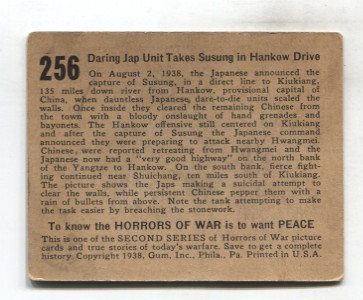 256
Daring Jap Unit Takes Susung in Hankow Drive
On August 2, 1938, the Japanese announced the
capture of Susung, in a direct line to Kiukiang,
135 miles down river from Hankow, provisional capital of
China, when dauntless Japanese dare-to-die units scaled the
walls. Once inside they cleared the remaining Chinese from
the town with a bloody onslaught of hand grenades and
bayonets. The Hankow offensive still centered on Kiukiang
and after the capture of Susung the Japanese command
announced they were preparing to attack nearby Hwangmei.
Chinese were reported retreating from Hwangmei and the
Japanese now had a "very good highway" on the north bank
of the Yangtze to Hankow. On the south bank, fierce fight-
ing continued near Shuichang, ten miles south of Kiukiang.
The picture shows the Japs making a suicidal attempt to
clear the walls, while persistent Chinese pepper them with a
rain of bullets from above. Note the tank attempting to make
the task easier by breaching the stonework.
To know the HORRORS OF WAR is to want PEACE
This is one of the SECOND SERIES of Horrors of War picture
cards and true stories of today's warfare. Save to get a complete
history. Copyright 1938, Gum, Inc., Phila., Pa. Printed in U.S.A.